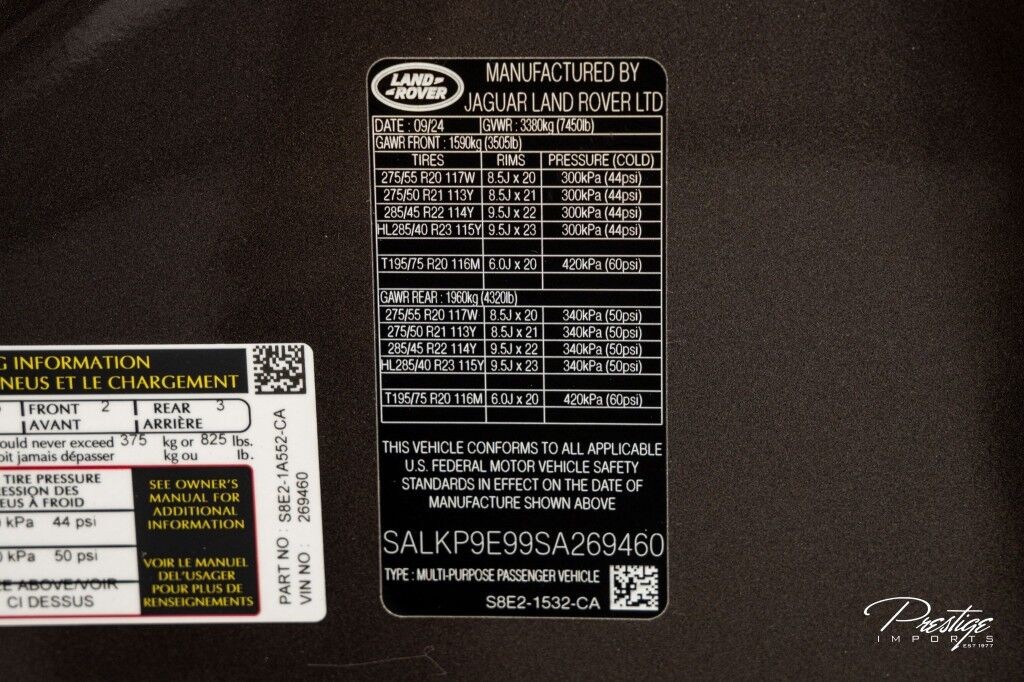 LAND-
-ROVER
MANUFACTURED BY
JAGUAR LAND ROVER LTD
DATE : 09/24 GVWR : 3380kg (7450lb)
GAWR FRONT : 1590kg (3505lb)
TIRES RIMS PRESSURE (COLD)
275/55 R20 117W 8.5J x 20 300kPa (44psi)
275/50 R21 113Y 8.5J x 21 300kPa (44psi)
285/45 R22 114Y 9.5J x 22 300kPa (44psi)
HL285/40 R23 115Y 9.5J x 23 300kPa (44psi)
T195/75 R20 116M 6.0J x 20 420kPa (60psi)
GAWR REAR : 1960kg (4320lb)
275/55 R20 117W 8.5J x 20 340kPa (50psi)
275/50 R21 113Y 8.5J x 21 340kPa (50psi)
285/45 R22 114Y 9.5J x 22 340kPa (50psi)
HL285/40 R23 115Y 9.5J x 23 340kPa (50psi)
T195/75 R20 116M 6.0J x 20 420kPa (60psi)
THIS VEHICLE CONFORMS TO ALL APPLICABLE
U.S. FEDERAL MOTOR VEHICLE SAFETY
STANDARDS IN EFFECT ON THE DATE OF
MANUFACTURE SHOWN ABOVE
SALKP9E99SA269460
TYPE : MULTI-PURPOSE PASSENGER VEHICLE
S8E2-1532-CA
INFORMATION
ET LE CHARGEMENT
FRONT 2 REAR 3
AVANT ARRIÈRE
never exceed 375 kg or 825 lbs.
jamais dépasser kg ou lb.
TIRE PRESSURE
DES
À FROID
kPa 44 psi
kPa 50 psi
ABOVE/VOIR
CI DESSUS
SEE OWNER'S
MANUAL FOR
ADDITIONAL
INFORMATION
VOIR LE MANUEL
DEL'USAGER
POUR PLUS DE
RENSEIGNEMENTS
PART NO : S8E2-1A552-CA
VIN NO : 269460
Prestige
IMPORTS
EST 1977